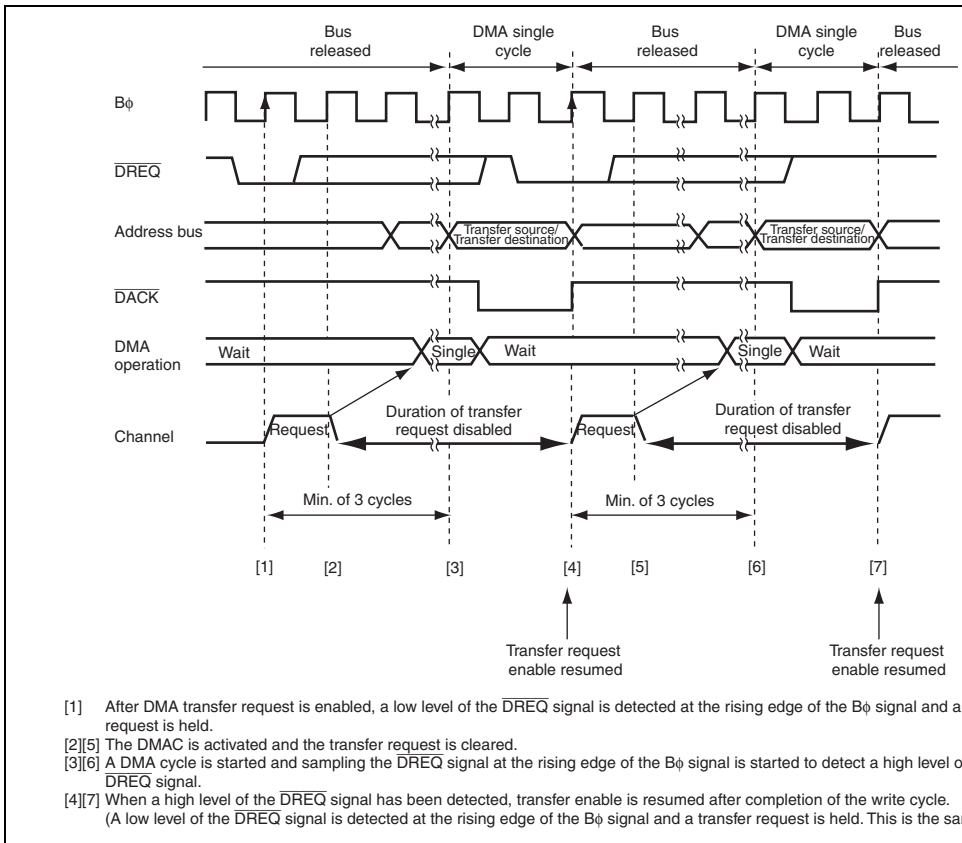 Bus released
DMA single cycle
Bus released
DMA single cycle
Bus released
Bφ
DREQ
Address bus
Transfer source/
Transfer destination
Transfer source/
Transfer destination
DACK
DMA operation
Wait
Single
Wait
Single
Wait
Channel
Request
Duration of transfer request disabled
Request
Duration of transfer request disabled
Min. of 3 cycles
Min. of 3 cycles
[1] [2] [3] [4] [5] [6] [7]
Transfer request enable resumed
Transfer request enable resumed
[1] After DMA transfer request is enabled, a low level of the DREQ signal is detected at the rising edge of the Bφ signal and a
request is held.
[2][5] The DMAC is activated and the transfer request is cleared.
[3][6] A DMA cycle is started and sampling the DREQ signal at the rising edge of the Bφ signal is started to detect a high level
DREQ signal.
[4][7] When a high level of the DREQ signal has been detected, transfer enable is resumed after completion of the write cycle.
(A low level of the DREQ signal is detected at the rising edge of the Bφ signal and a transfer request is held. This is the